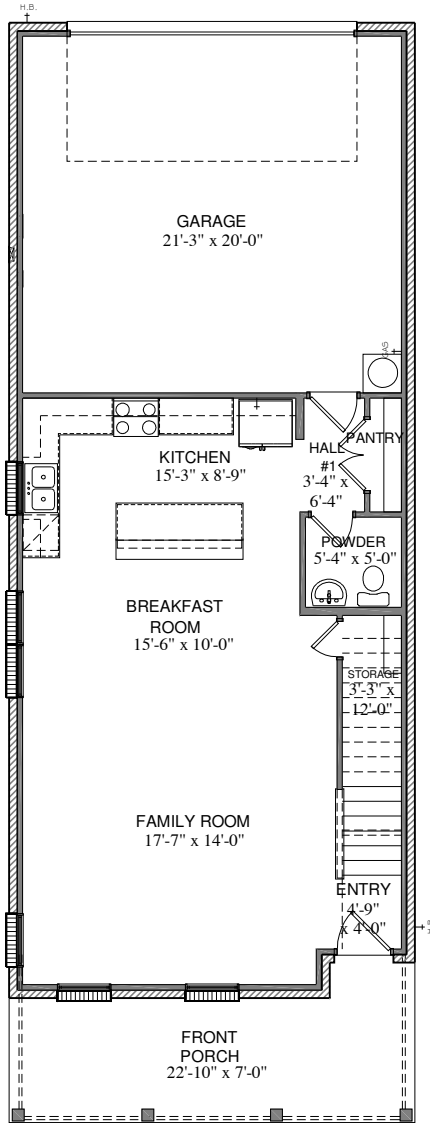 H.B.
GARAGE
21'-3" x 20'-0"
GAS
KITCHEN
15'-3" x 8'-9"
HALL
#1
3'-4" x
6'-4"
PANTRY
POWDER
5'-4" x 5'-0"
BREAKFAST
ROOM
15'-6" x 10'-0"
STORAGE
3'-3" x
12'-0"
FAMILY ROOM
17'-7" x 14'-0"
ENTRY
4'-9"
x 4'-0"
FRONT
PORCH
22'-10" x 7'-0"